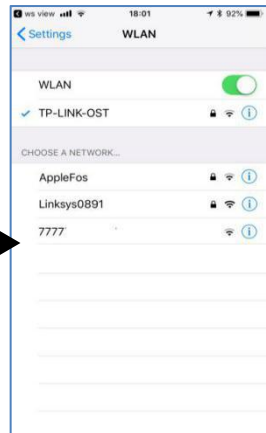 ws view 18:01 92%
Settings WLAN
WLAN
TP-LINK-OST
CHOOSE A NETWORK...
AppleFos
Linksys0891
7777